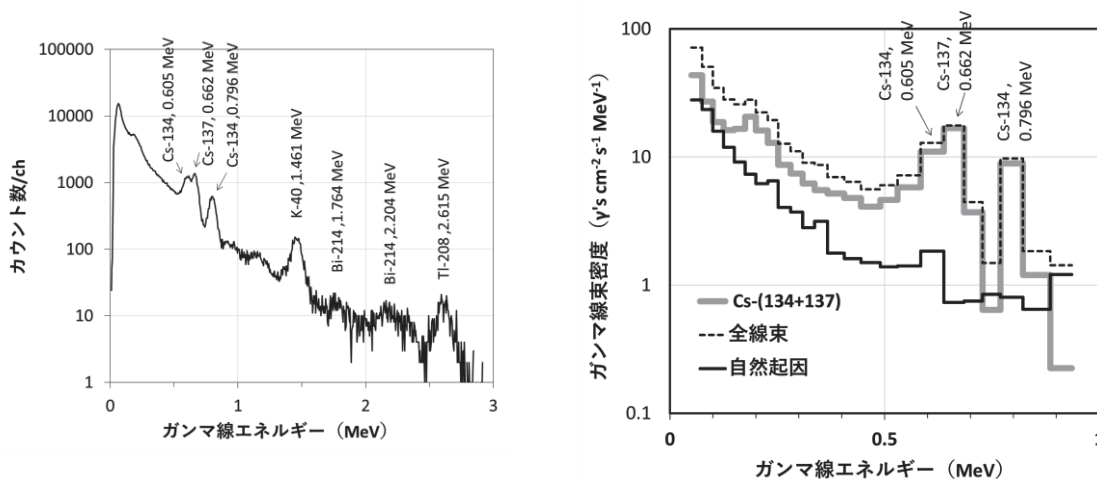 100000
10000
1000
100
10
1
カウント数/ch
0
1
2
3
ガンマ線エネルギー（MeV）
Cs-134, 0.605 MeV
Cs-137, 0.662 MeV
Cs-134, 0.796 MeV
K-40 ,1.461 MeV
Bi-214,1.764 MeV
Bi-214 ,2.204 MeV
Tl-208 ,2.615 MeV
100
10
1
0.1
ガンマ線束密度（γ's cm⁻² s⁻¹ MeV⁻¹）
0
0.5
1
ガンマ線エネルギー（MeV）
Cs-134,
0.605 MeV
Cs-137,
0.662 MeV
Cs-134 ,
0.796 MeV
Cs-(134+137)
全線束
自然起因